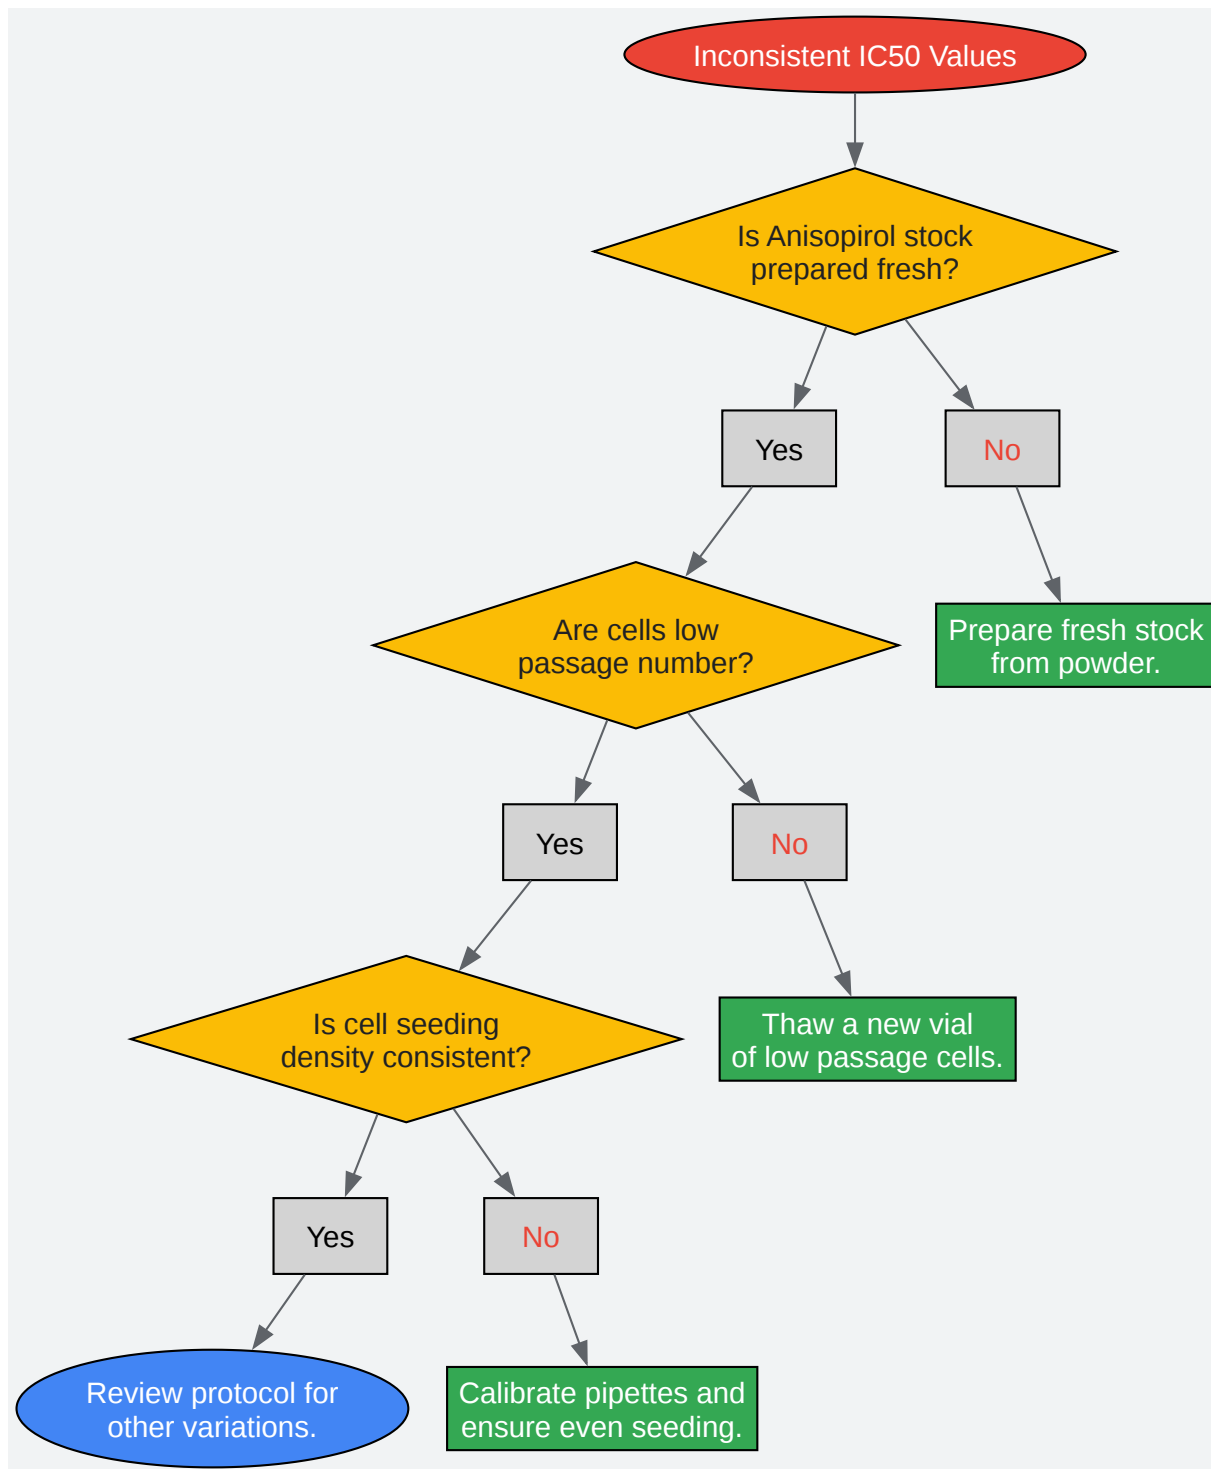 Inconsistent IC50 Values
Is Anisopirol stock
prepared fresh?
Yes
No
Are cells low
passage number?
Prepare fresh stock
from powder.
Yes
No
Is cell seeding
density consistent?
Thaw a new vial
of low passage cells.
Yes
No
Review protocol for
other variations.
Calibrate pipettes and
ensure even seeding.